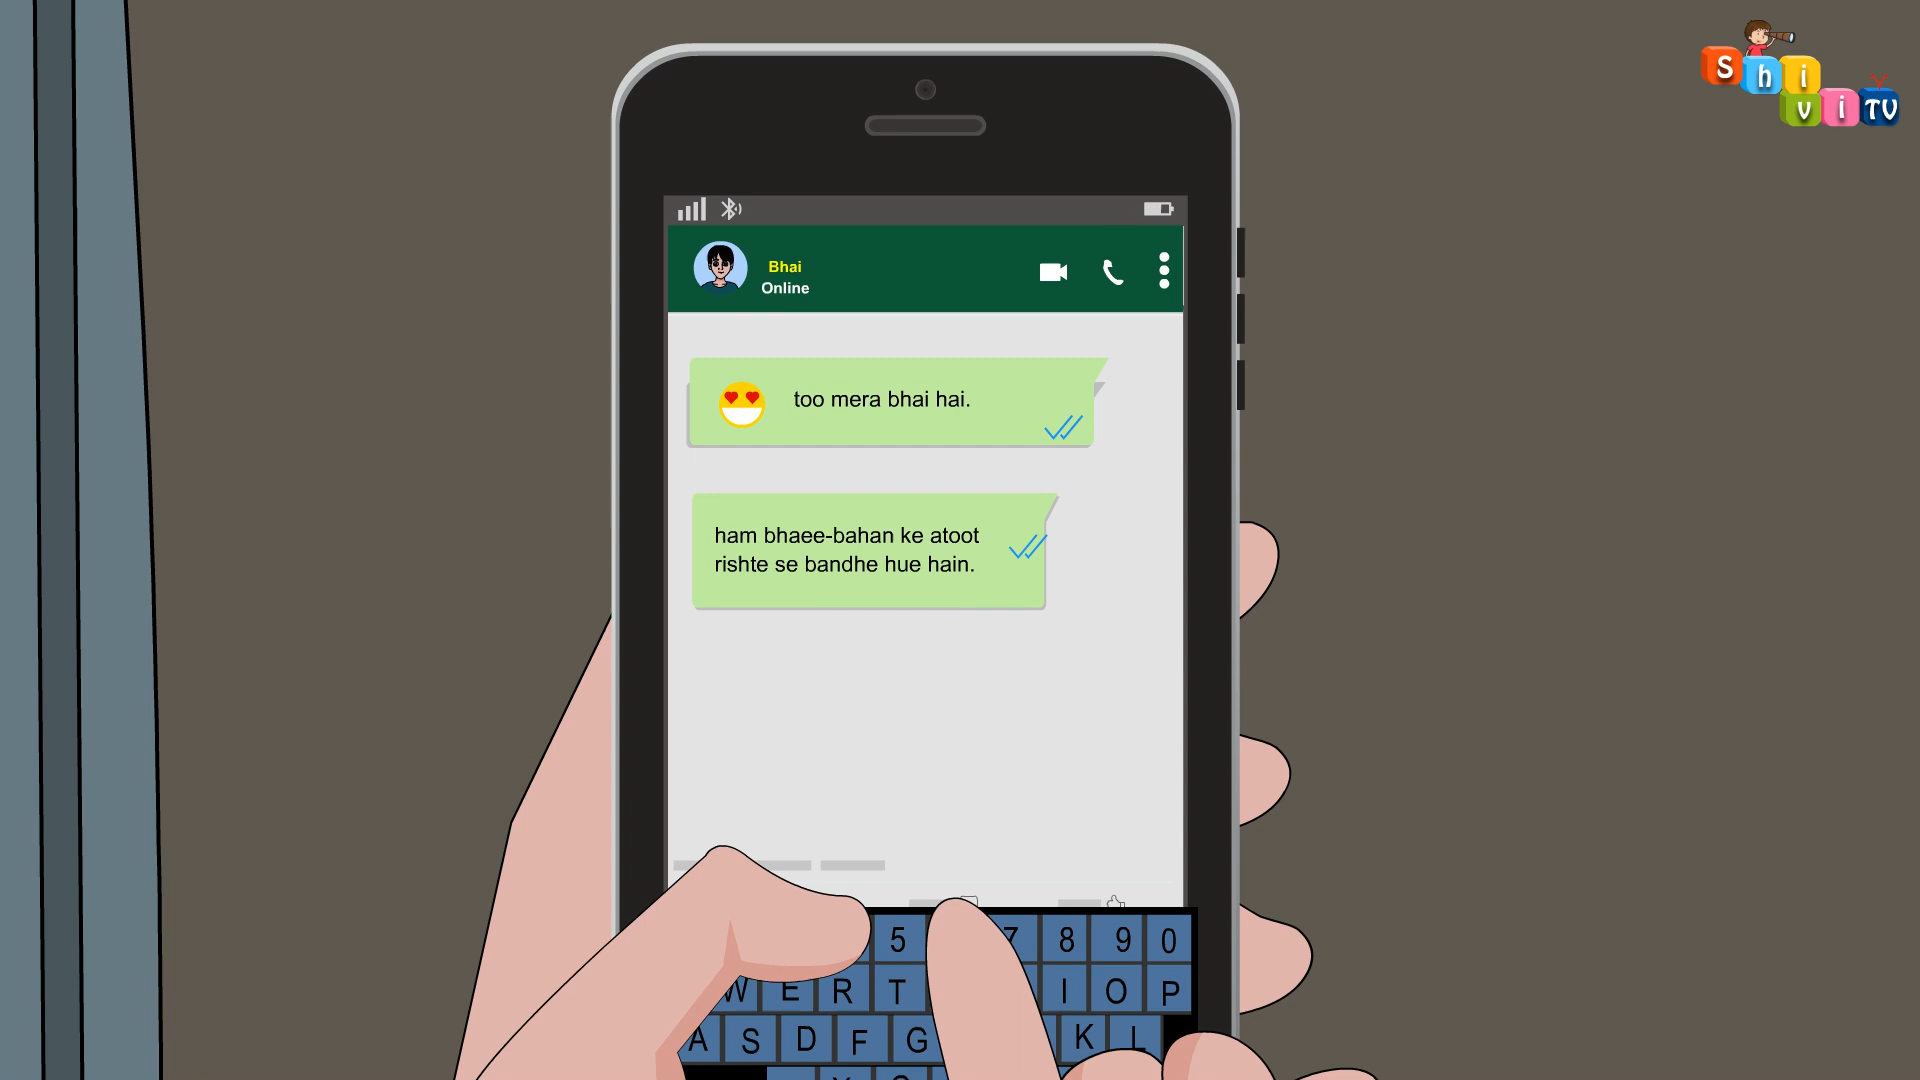 Shivi TV
Bhai
Online
too mera bhai hai.
ham bhaee-bahan ke atoot
rishte se bandhe hue hain.
5 7 8 9 0
W E R T I O P
A S D F G K L